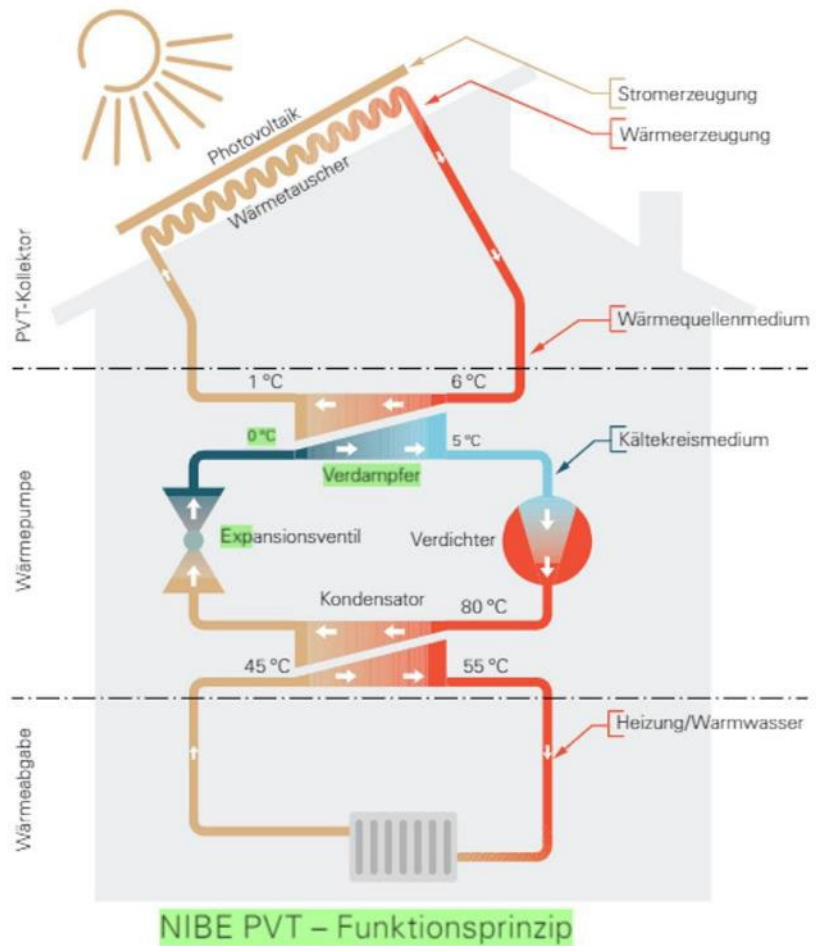 Stromerzeugung
Photovoltaik
Wärmeerzeugung
Wärmetauscher
PVT-Kollektor
Wärmequellenmedium
1 °C
6 °C
0 °C
5 °C
Kältekreismedium
Verdampfer
Wärmepumpe
Expansionsventil
Verdichter
Kondensator
80 °C
45 °C
55 °C
Heizung/Warmwasser
Wärmeabgabe
NIBE PVT – Funktionsprinzip